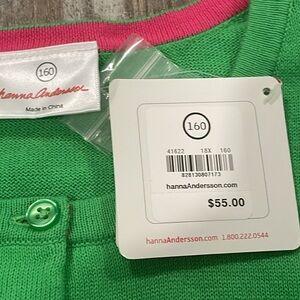 160
hanna Andersson
Made in China
160
41622 18X 160
828130807173
hannaAndersson.com
$55.00
hannaAndersson.com 1.800.222.0544